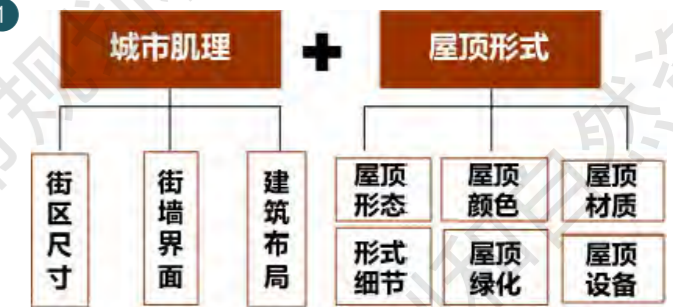 1
城市肌理
+
屋顶形式
街区尺寸
街墙界面
建筑布局
屋顶
形态
屋顶
颜色
屋顶
材质
形式
细节
屋顶
绿化
屋顶
设备